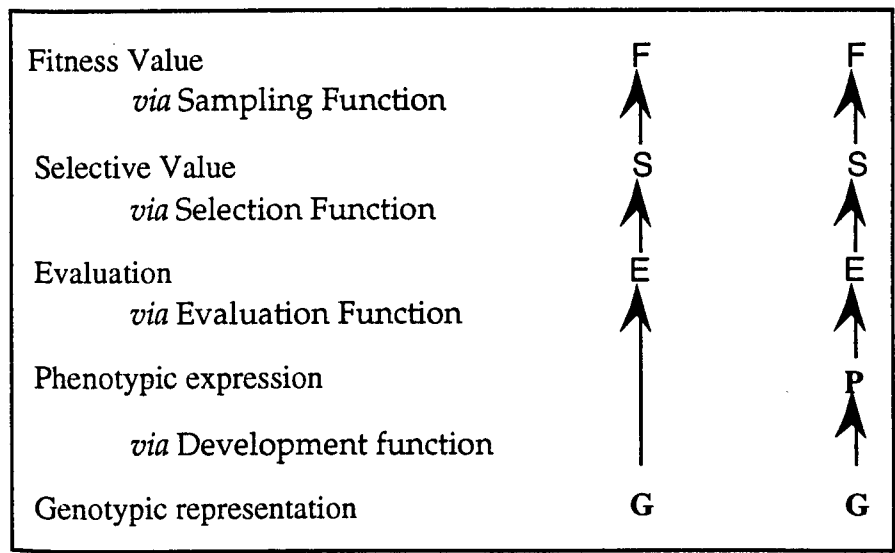 Fitness Value F F
via Sampling Function
Selective Value S S
via Selection Function
Evaluation E E
via Evaluation Function
Phenotypic expression P
via Development function
Genotypic representation G G